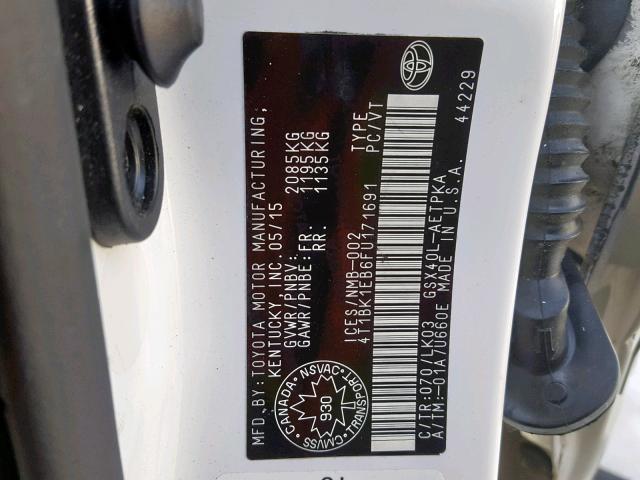 MFD.BY:TOYOTA MOTOR MANUFACTURING,
KENTUCKY,INC. 05/15
GVWR/PNBV: 2085KG
GAWR/PNBE:FR. 1195KG
RR. 1135KG
CANADA NSVAC
930
CMVSS TRANSPORT
ICES/NMB-002
4T1BK1EB6FU171691
TYPE
PC/VT
C/TR:070/LK03 GSX40L-AETPKA
A/TM:-01A/U660E MADE IN U.S.A.
44229